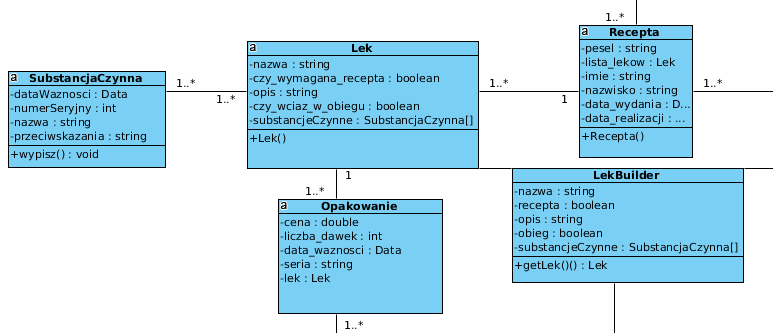 1..*
a
SubstancjaCzynna
-dataWaznosci : Data
-numerSeryjny : int
-nazwa : string
-przeciwskazania : string
+wypisz() : void
1..*
1..*
a
Lek
-nazwa : string
-czy_wymagana_recepta : boolean
-opis : string
-czy_wciaz_w_obiegu : boolean
-substancjeCzynne : SubstancjaCzynna[]
+Lek()
1..*
1
a
Recepta
-pesel : string
-lista_lekow : Lek
-imie : string
-nazwisko : string
-data_wydania : D...
-data_realizacji : ...
+Recepta()
1..*
1
1..*
a
Opakowanie
-cena : double
-liczba_dawek : int
-data_waznosci : Data
-seria : string
-lek : Lek
1..*
LekBuilder
-nazwa : string
-recepta : boolean
-opis : string
-obieg : boolean
-substancjeCzynne : SubstancjaCzynna[]
+getLek()() : Lek